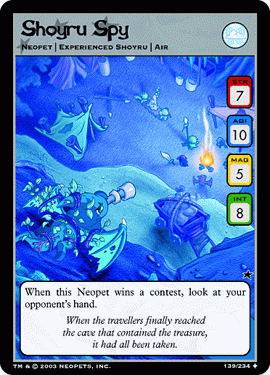 Shoyru Spy
Neopet | Experienced Shoyru | Air
STR
7
AGI
10
MAG
5
INT
8
When this Neopet wins a contest, look at your
opponent's hand.
When the travellers finally reached
the cave that contained the treasure,
it had all been taken.
TM & © 2003 NEOPETS, INC.
139/234